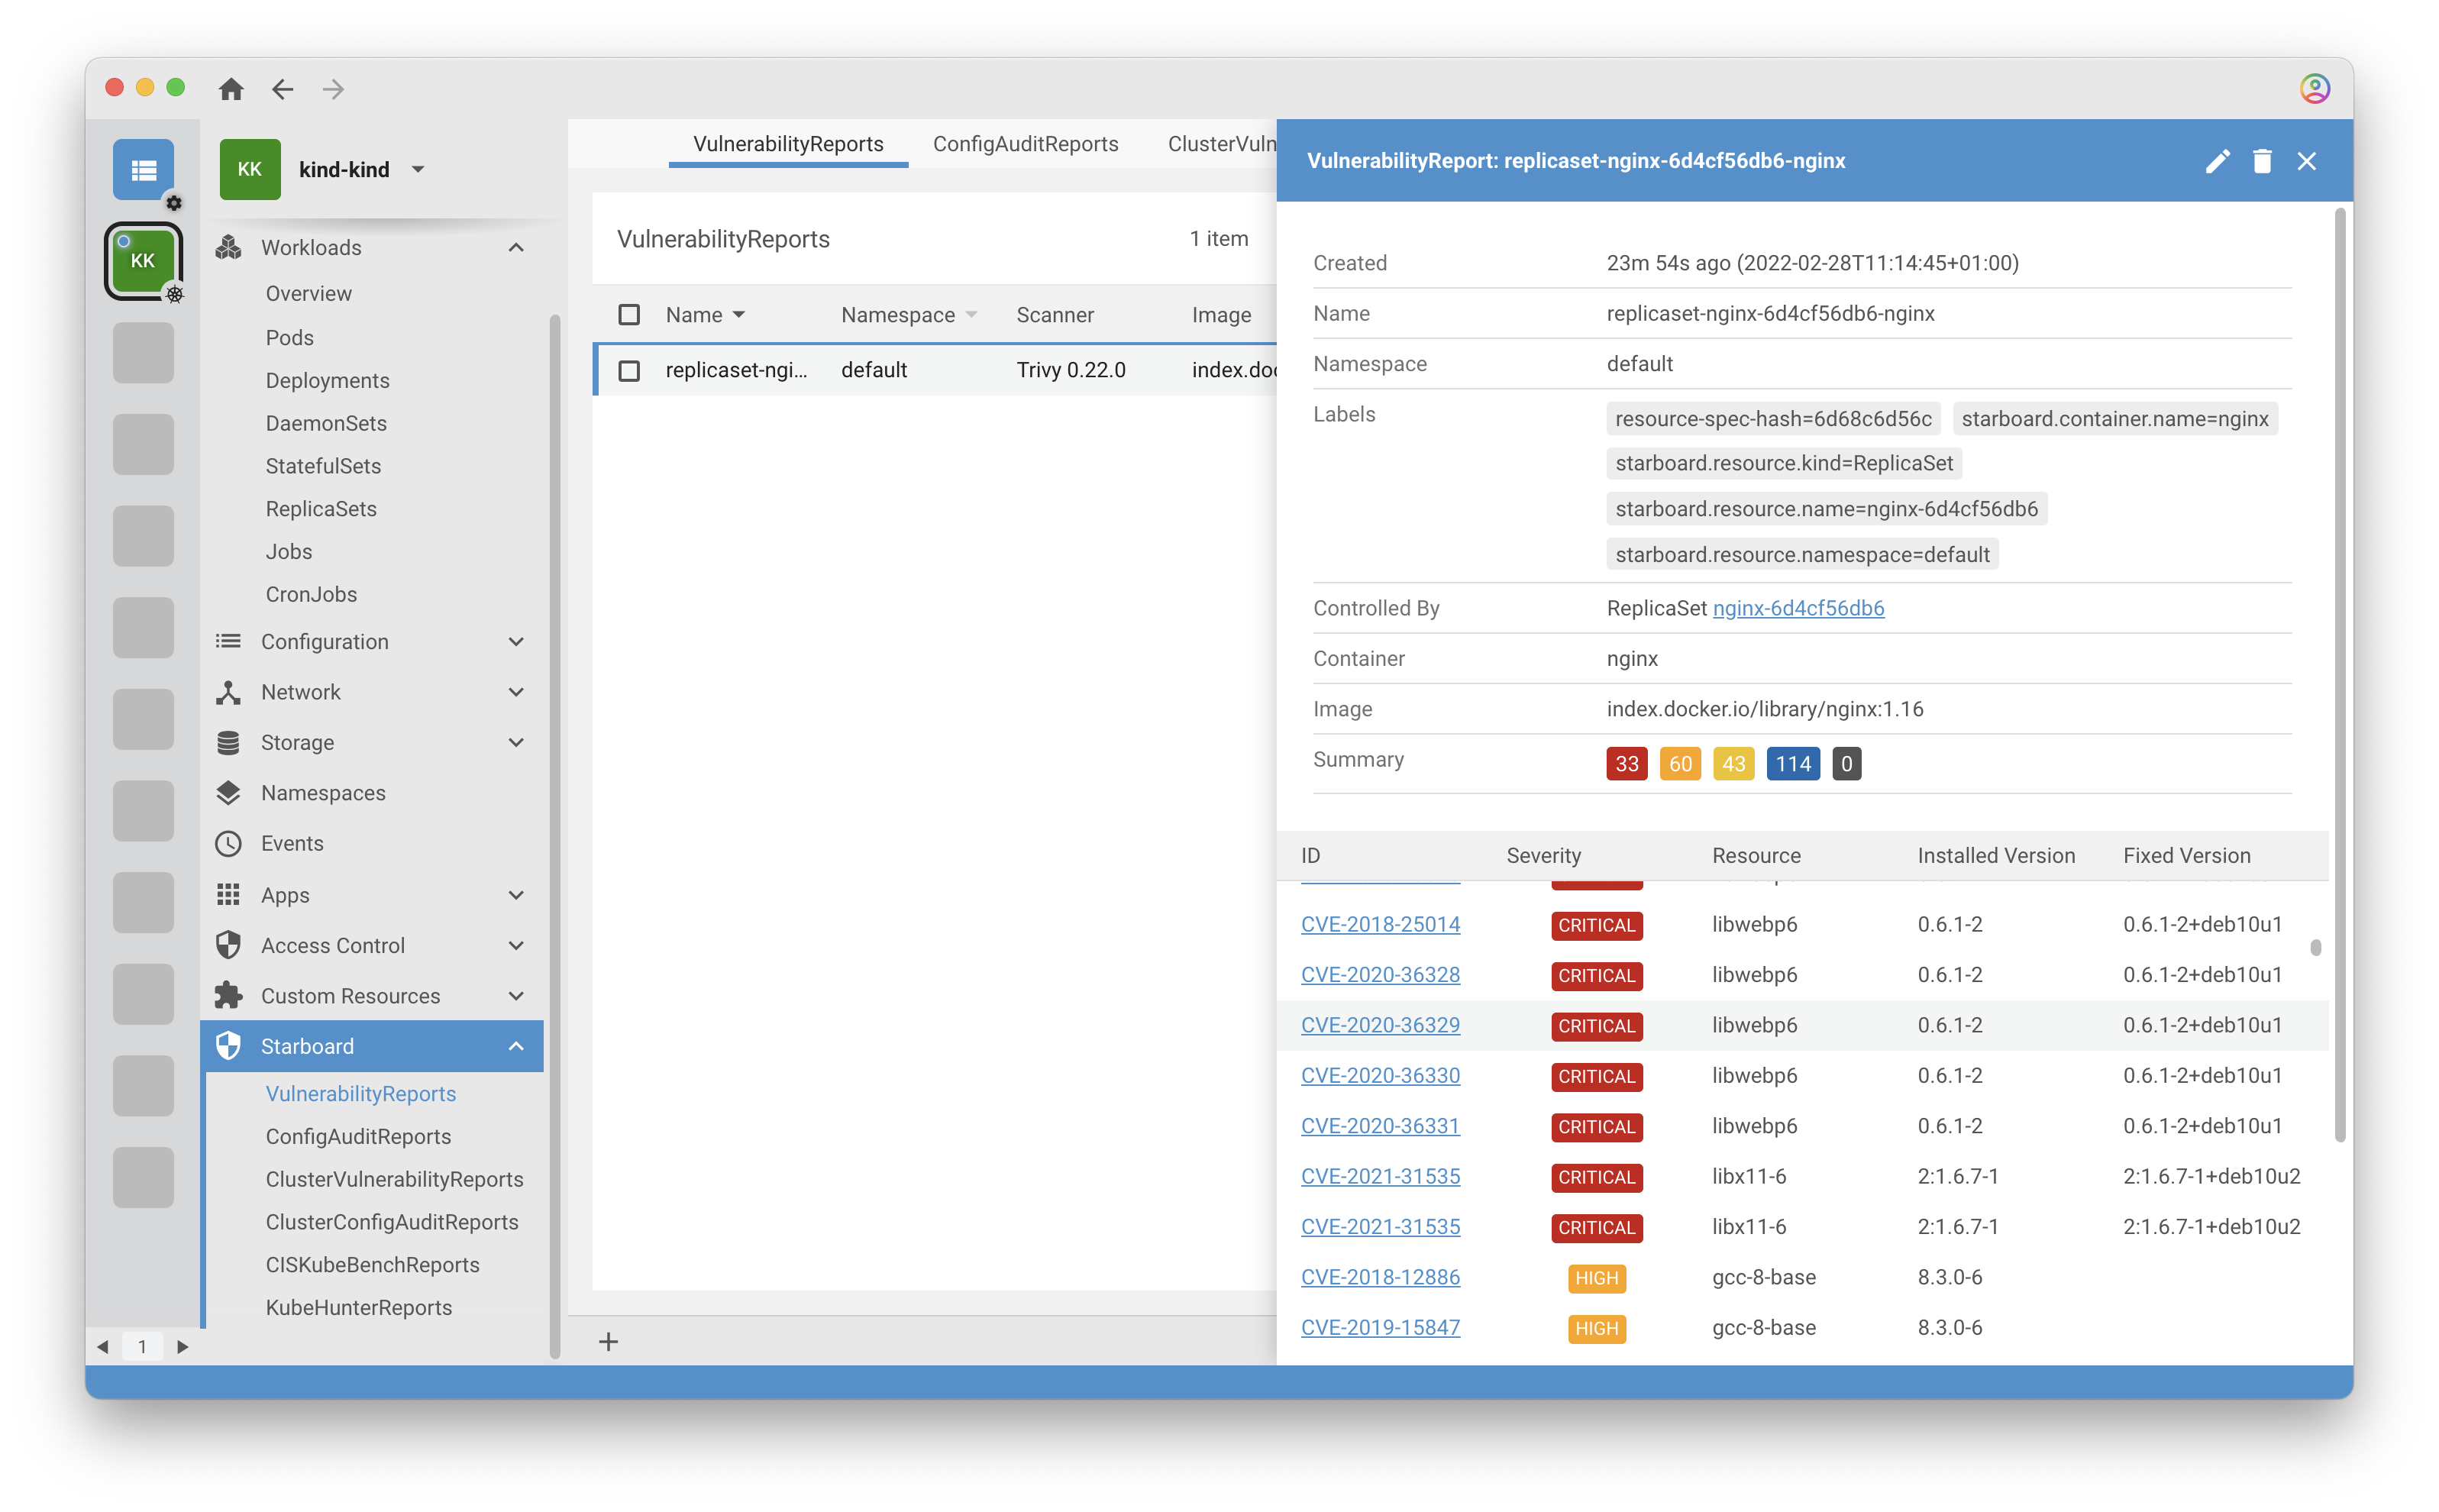 KK
kind-kind
KK
Workloads
Overview
Pods
Deployments
DaemonSets
StatefulSets
ReplicaSets
Jobs
CronJobs
Configuration
Network
Storage
Namespaces
Events
Apps
Access Control
Custom Resources
Starboard
VulnerabilityReports
ConfigAuditReports
ClusterVulnerabilityReports
ClusterConfigAuditReports
CISKubeBenchReports
KubeHunterReports
1
VulnerabilityReports ConfigAuditReports ClusterVuln
VulnerabilityReports 1 item
Name Namespace Scanner Image
replicaset-ngi... default Trivy 0.22.0 index.doc
VulnerabilityReport: replicaset-nginx-6d4cf56db6-nginx
Created 23m 54s ago (2022-02-28T11:14:45+01:00)
Name replicaset-nginx-6d4cf56db6-nginx
Namespace default
Labels resource-spec-hash=6d68c6d56c starboard.container.name=nginx
starboard.resource.kind=ReplicaSet
starboard.resource.name=nginx-6d4cf56db6
starboard.resource.namespace=default
Controlled By ReplicaSet nginx-6d4cf56db6
Container nginx
Image index.docker.io/library/nginx:1.16
Summary 33 60 43 114 0
ID Severity Resource Installed Version Fixed Version
CVE-2018-25014 CRITICAL libwebp6 0.6.1-2 0.6.1-2+deb10u1
CVE-2020-36328 CRITICAL libwebp6 0.6.1-2 0.6.1-2+deb10u1
CVE-2020-36329 CRITICAL libwebp6 0.6.1-2 0.6.1-2+deb10u1
CVE-2020-36330 CRITICAL libwebp6 0.6.1-2 0.6.1-2+deb10u1
CVE-2020-36331 CRITICAL libwebp6 0.6.1-2 0.6.1-2+deb10u1
CVE-2021-31535 CRITICAL libx11-6 2:1.6.7-1 2:1.6.7-1+deb10u2
CVE-2021-31535 CRITICAL libx11-6 2:1.6.7-1 2:1.6.7-1+deb10u2
CVE-2018-12886 HIGH gcc-8-base 8.3.0-6
CVE-2019-15847 HIGH gcc-8-base 8.3.0-6